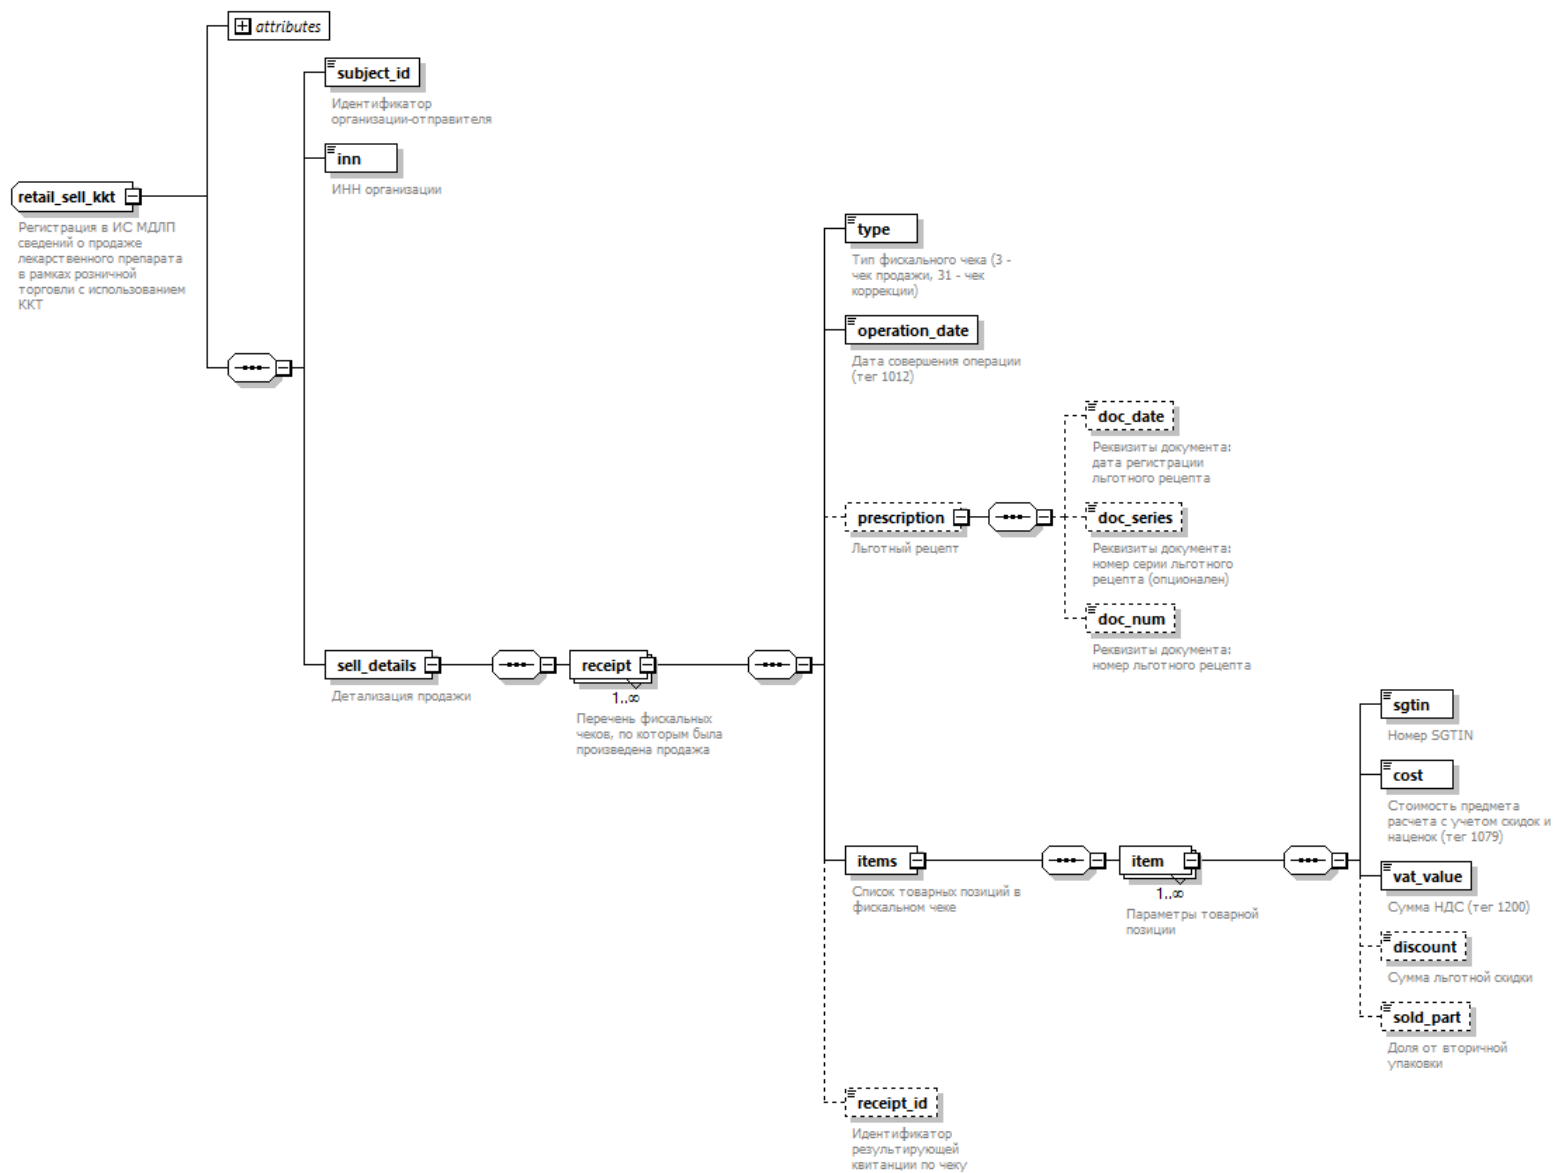 attributes
subject_id
Идентификатор
организации-отправителя
inn
ИНН организации
retail_sell_kkt
Регистрация в ИС МДЛП
сведений о продаже
лекарственного препарата
в рамках розничной
торговли с использованием
ККТ
type
Тип фискального чека (3 -
чек продажи, 31 - чек
коррекции)
operation_date
Дата совершения операции
(тег 1012)
prescription
Льготный рецепт
doc_date
Реквизиты документа:
дата регистрации
льготного рецепта
doc_series
Реквизиты документа:
номер серии льготного
рецепта (опционален)
doc_num
Реквизиты документа:
номер льготного рецепта
sell_details
Детализация продажи
receipt
1..∞
Перечень фискальных
чеков, по которым была
произведена продажа
items
Список товарных позиций в
фискальном чеке
item
1..∞
Параметры товарной
позиции
sgtin
Номер SGTIN
cost
Стоимость предмета
расчета с учетом скидок и
наценок (тег 1079)
vat_value
Сумма НДС (тег 1200)
discount
Сумма льготной скидки
sold_part
Доля от вторичной
упаковки
receipt_id
Идентификатор
результирующей
квитанции по чеку